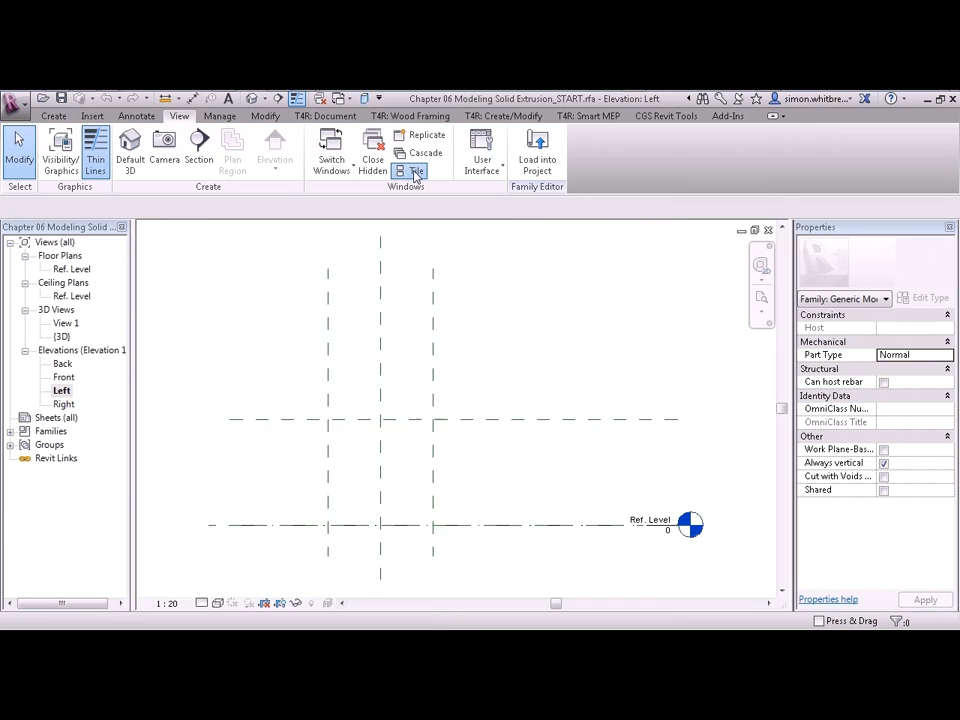 Chapter 06 Modeling Solid Extrusion_START.rfa - Elevation: Left
simon.whitbre...
Create Insert Annotate View Manage Modify T4R: Document T4R: Wood Framing T4R: Create/Modify T4R: Smart MEP CGS Revit Tools Add-Ins
Modify
Visibility/
Graphics
Thin
Lines
Default
3D
Camera
Section
Plan
Region
Elevation
Switch
Windows
Close
Hidden
Replicate
Cascade
Tile
User
Interface
Load into
Project
Select Graphics Create Windows Family Editor
Chapter 06 Modeling Solid ...
Views (all)
Floor Plans
Ref. Level
Ceiling Plans
Ref. Level
3D Views
View 1
{3D}
Elevations (Elevation 1
Back
Front
Left
Right
Sheets (all)
Families
Groups
Revit Links
2D
Ref. Level
0
1 : 20
Properties
Family: Generic Mo
Edit Type
Constraints
Host
Mechanical
Part Type Normal
Structural
Can host rebar
Identity Data
OmniClass Nu...
OmniClass Title
Other
Work Plane-Bas...
Always vertical
Cut with Voids ...
Shared
Properties help
Apply
Press & Drag
:0